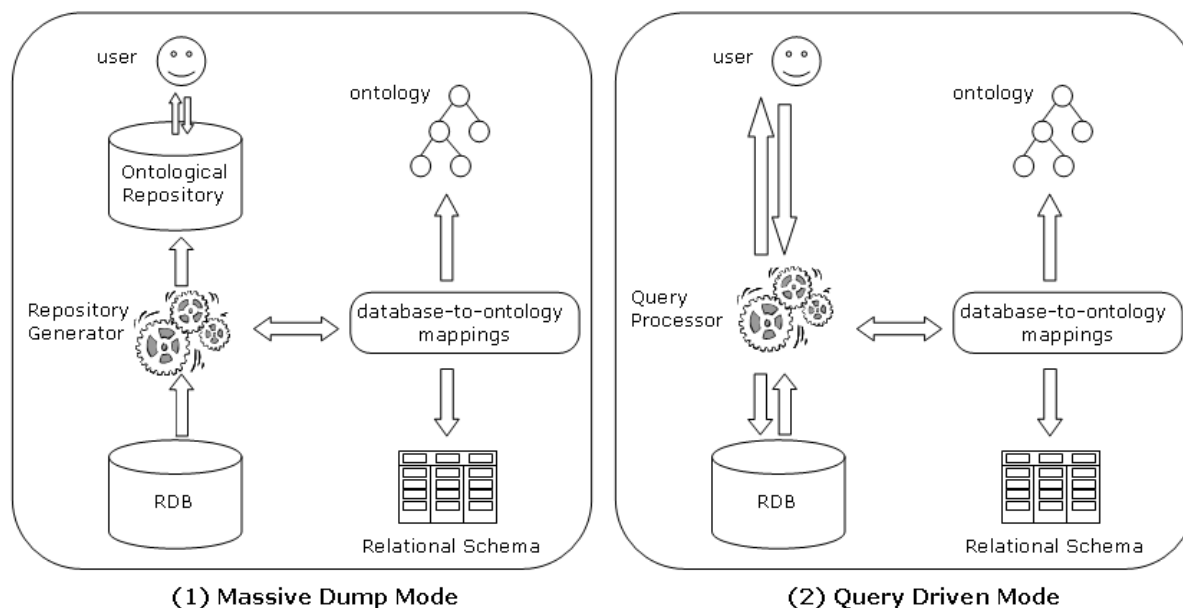 user
ontology
Ontological
Repository
Repository
Generator
database-to-ontology
mappings
RDB
Relational Schema
(1) Massive Dump Mode
user
ontology
Query
Processor
database-to-ontology
mappings
RDB
Relational Schema
(2) Query Driven Mode